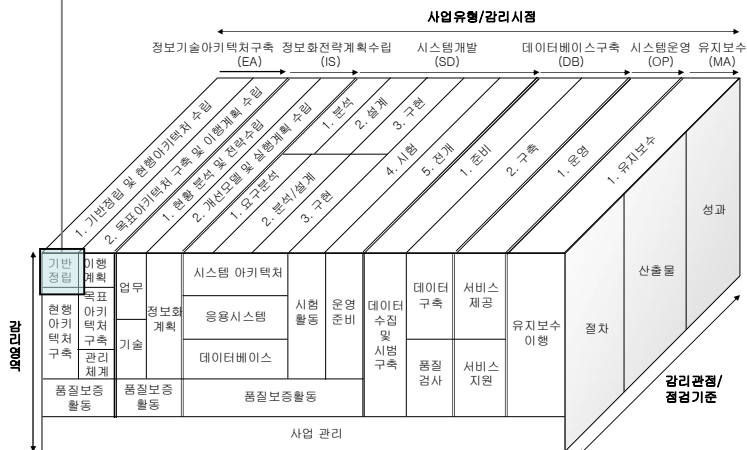 사업유형/감리시점
정보기술아키텍처구축
(EA)
정보화전략계획수립
(IS)
시스템개발
(SD)
데이터베이스구축
(DB)
시스템운영
(OP)
유지보수
(MA)
1. 기반정립 및 현행아키텍처 수립
2. 목표아키텍처 구축 및 이행계획 수립
1. 현황 분석 및 전략수립
2. 개선모델 및 실행계획 수립
1. 분석
2. 설계
3. 구현
1. 요구분석
2. 분석/설계
3. 구현
4. 시험
5. 전개
1. 준비
2. 구축
1. 운영
1. 유지보수
성과
산출물
절차
감리관점/
점검기준
감리영역
기반
정립
이행
계획
현행
아키
텍처
구축
목표
아키
텍처
구축
관리
체계
업무
기술
정보화
계획
시스템 아키텍처
응용시스템
데이터베이스
시험
활동
운영
준비
데이터
수집
및
시범
구축
데이터
구축
품질
검사
서비스
제공
서비스
지원
유지보수
이행
품질보증
활동
품질보증
활동
품질보증활동
사업 관리